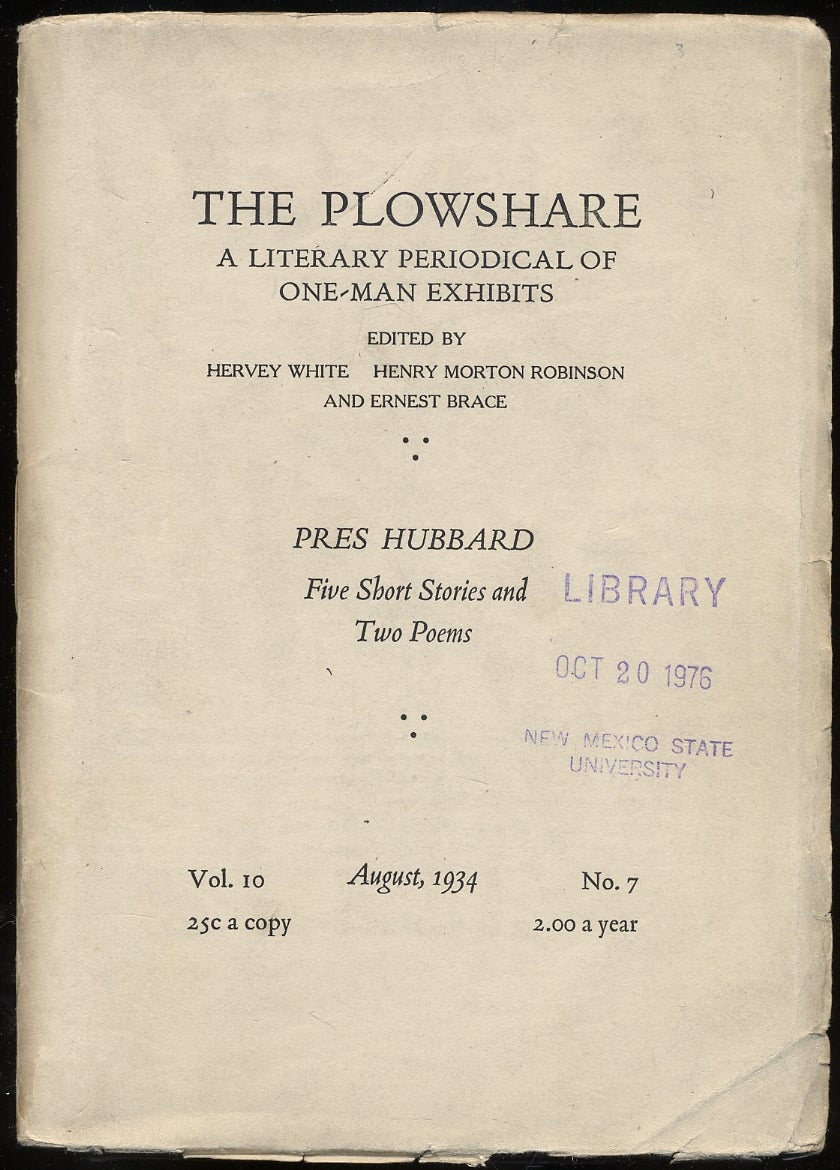 THE PLOWSHARE
A LITERARY PERIODICAL OF
ONE-MAN EXHIBITS
EDITED BY
HERVEY WHITE HENRY MORTON ROBINSON
AND ERNEST BRACE
PRES HUBBARD
Five Short Stories and
Two Poems
LIBRARY
OCT 20 1976
NEW MEXICO STATE
UNIVERSITY
Vol. 10 August, 1934 No. 7
25c a copy 2.00 a year